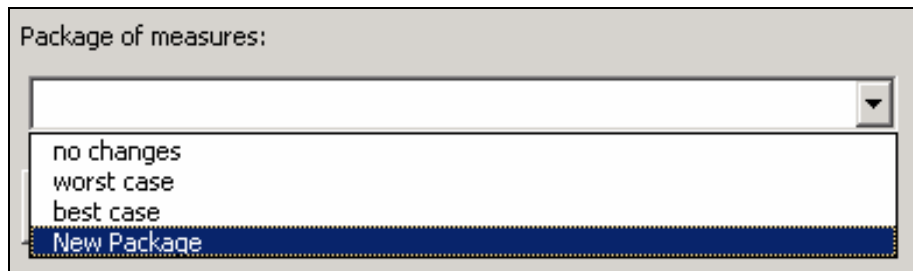 Package of measures:
no changes
worst case
best case
New Package